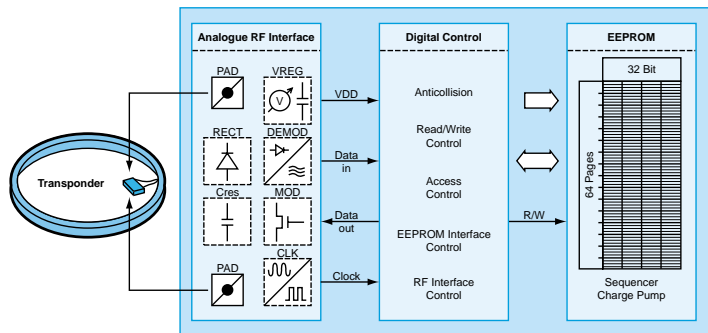 Analogue RF Interface
Digital Control
EEPROM
PAD
VREG
V
VDD
RECT
DEMOD
Data
in
Cres
MOD
Data
out
PAD
CLK
Clock
Transponder
Anticollision
Read/Write
Control
Access
Control
EEPROM Interface
Control
RF Interface
Control
R/W
32 Bit
64 Pages
Sequencer
Charge Pump